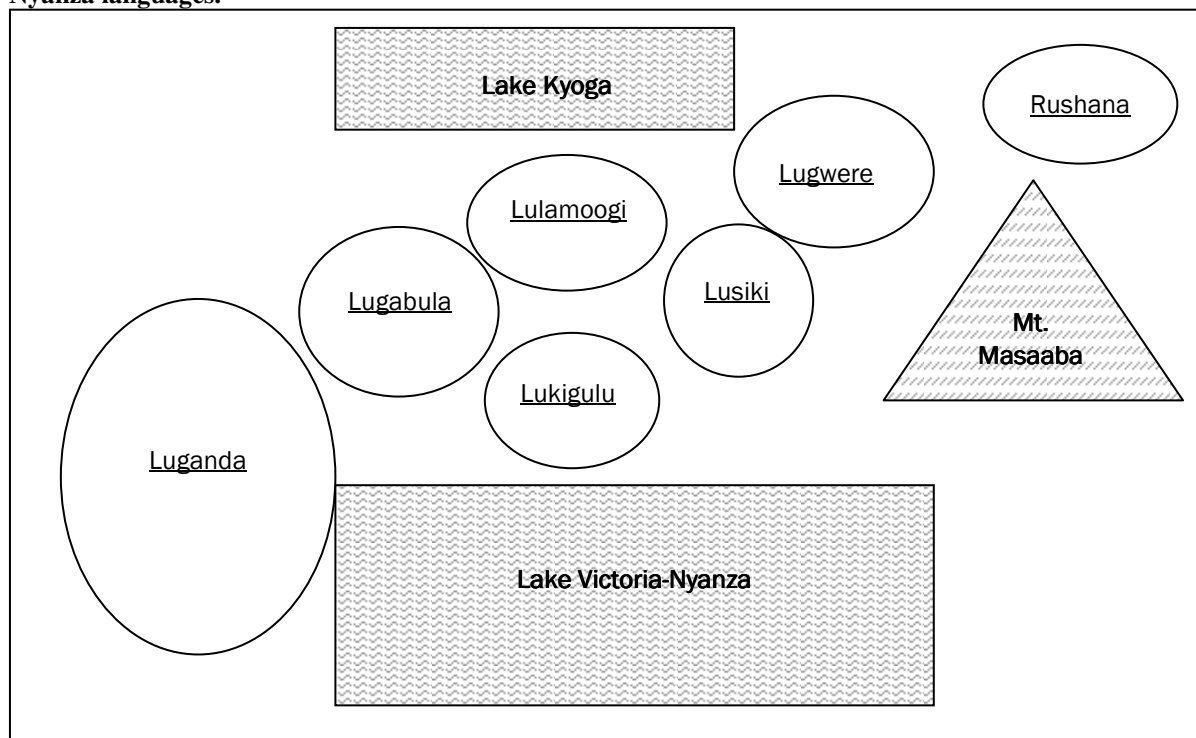 Nyanza languages.
Lake Kyoga
Rushana
Lugwere
Lulamoogi
Lugabula
Lusiki
Mt.
Masaaba
Lukigulu
Luganda
Lake Victoria-Nyanza